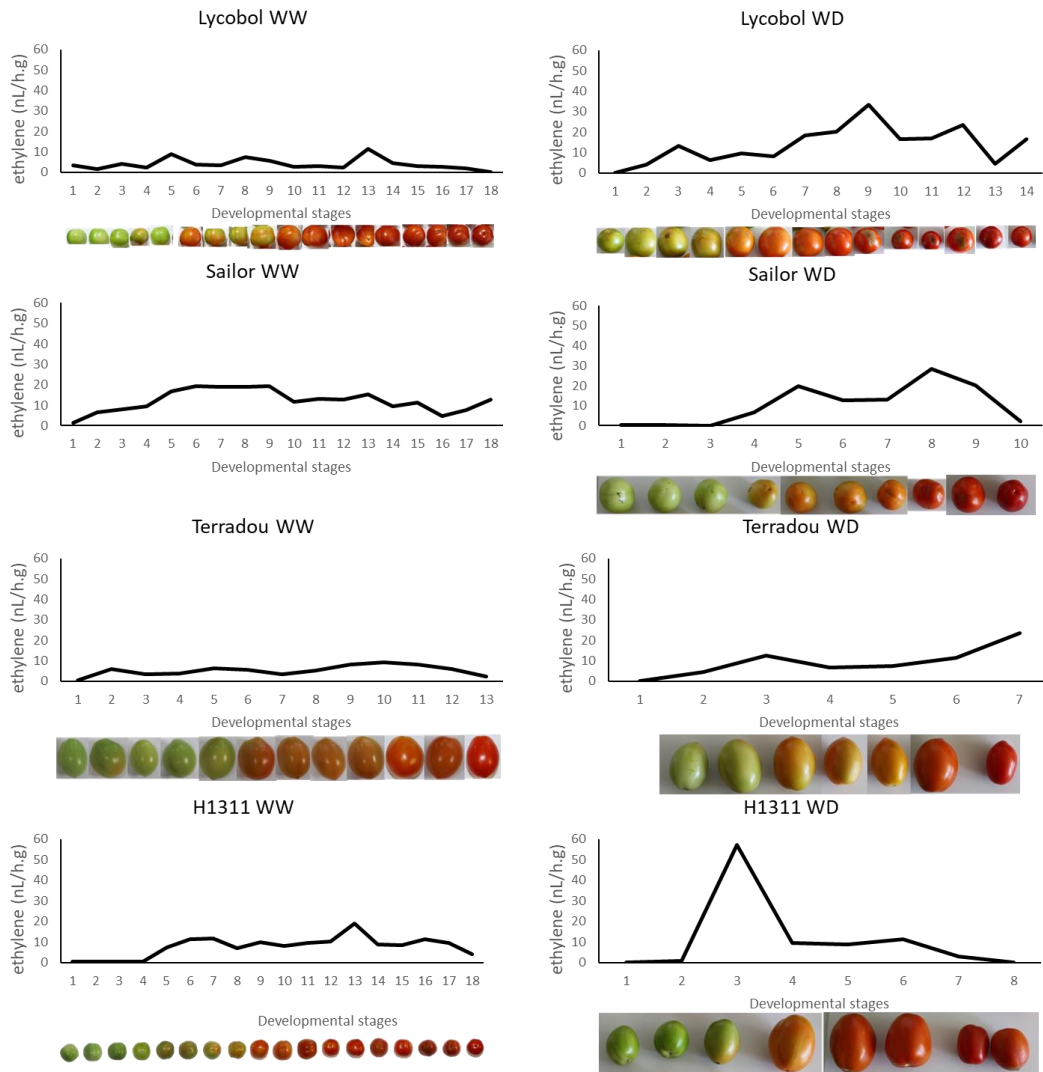 Lycobol WW
ethylene (nL/h.g)
60
50
40
30
20
10
0
1 2 3 4 5 6 7 8 9 10 11 12 13 14 15 16 17 18
Developmental stages
Lycobol WD
ethylene (nL/h.g)
60
50
40
30
20
10
0
1 2 3 4 5 6 7 8 9 10 11 12 13 14
Developmental stages
Sailor WW
ethylene (nL/h.g)
60
50
40
30
20
10
0
1 2 3 4 5 6 7 8 9 10 11 12 13 14 15 16 17 18
Developmental stages
Sailor WD
ethylene (nL/h.g)
60
50
40
30
20
10
0
1 2 3 4 5 6 7 8 9 10
Developmental stages
Terradou WW
ethylene (nL/h.g)
60
50
40
30
20
10
0
1 2 3 4 5 6 7 8 9 10 11 12 13
Developmental stages
Terradou WD
ethylene (nL/h.g)
60
50
40
30
20
10
0
1 2 3 4 5 6 7
Developmental stages
H1311 WW
ethylene (nL/h.g)
60
50
40
30
20
10
0
1 2 3 4 5 6 7 8 9 10 11 12 13 14 15 16 17 18
Developmental stages
H1311 WD
ethylene (nL/h.g)
60
50
40
30
20
10
0
1 2 3 4 5 6 7 8
Developmental stages